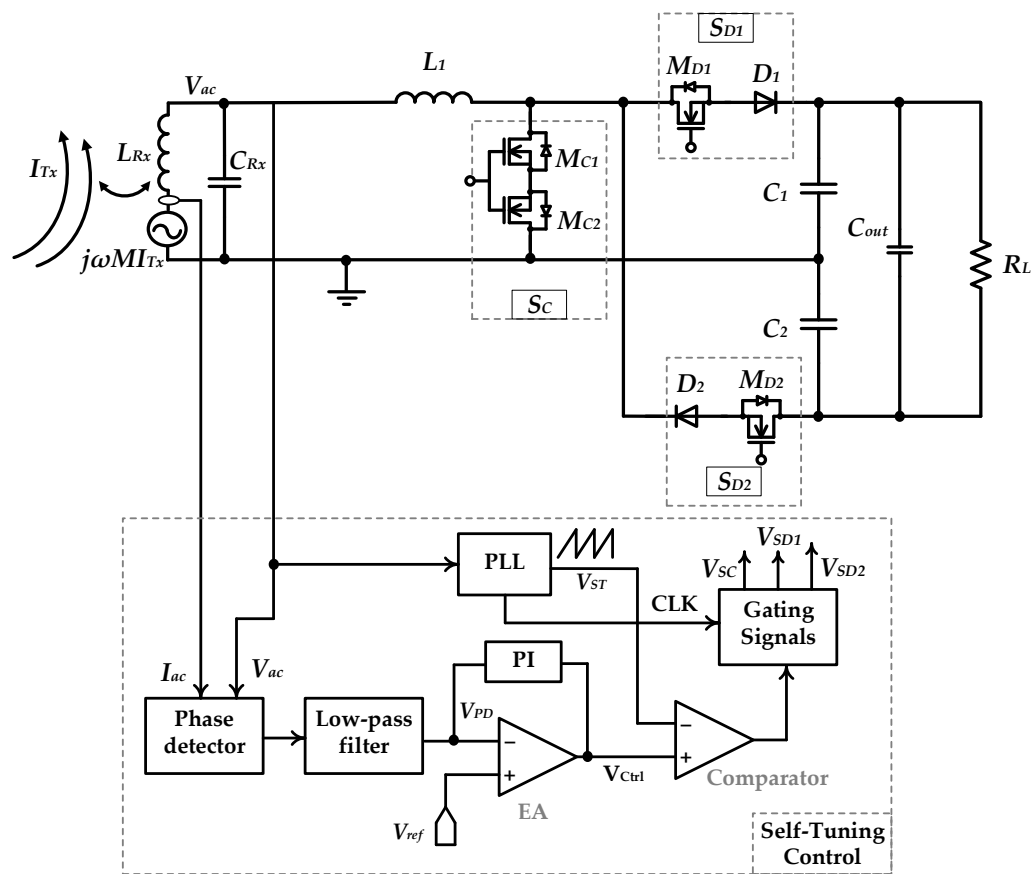 S_D1
L_1
M_D1
D_1
V_ac
I_Tx
L_Rx
C_Rx
M_C1
M_C2
C_1
C_out
R_L
jωMI_Tx
S_C
C_2
D_2
M_D2
S_D2
PLL
V_ST
V_SC
V_SD1
V_SD2
CLK
Gating
Signals
I_ac
V_ac
PI
Phase
detector
Low-pass
filter
V_PD
−
+
EA
V_Ctrl
−
+
Comparator
V_ref
Self-Tuning
Control